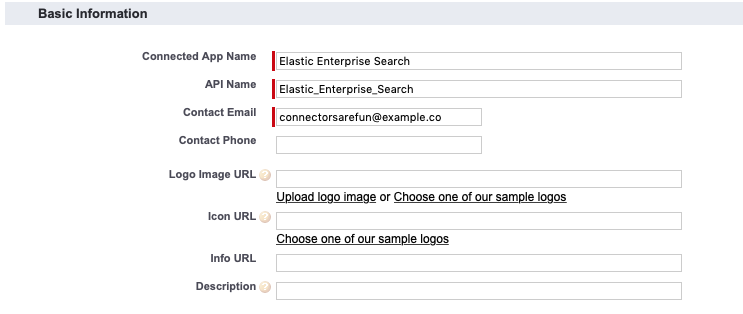 Basic Information
Connected App Name Elastic Enterprise Search
API Name Elastic_Enterprise_Search
Contact Email connectorsarefun@example.co
Contact Phone
Logo Image URL ?
Upload logo image or Choose one of our sample logos
Icon URL ?
Choose one of our sample logos
Info URL
Description ?